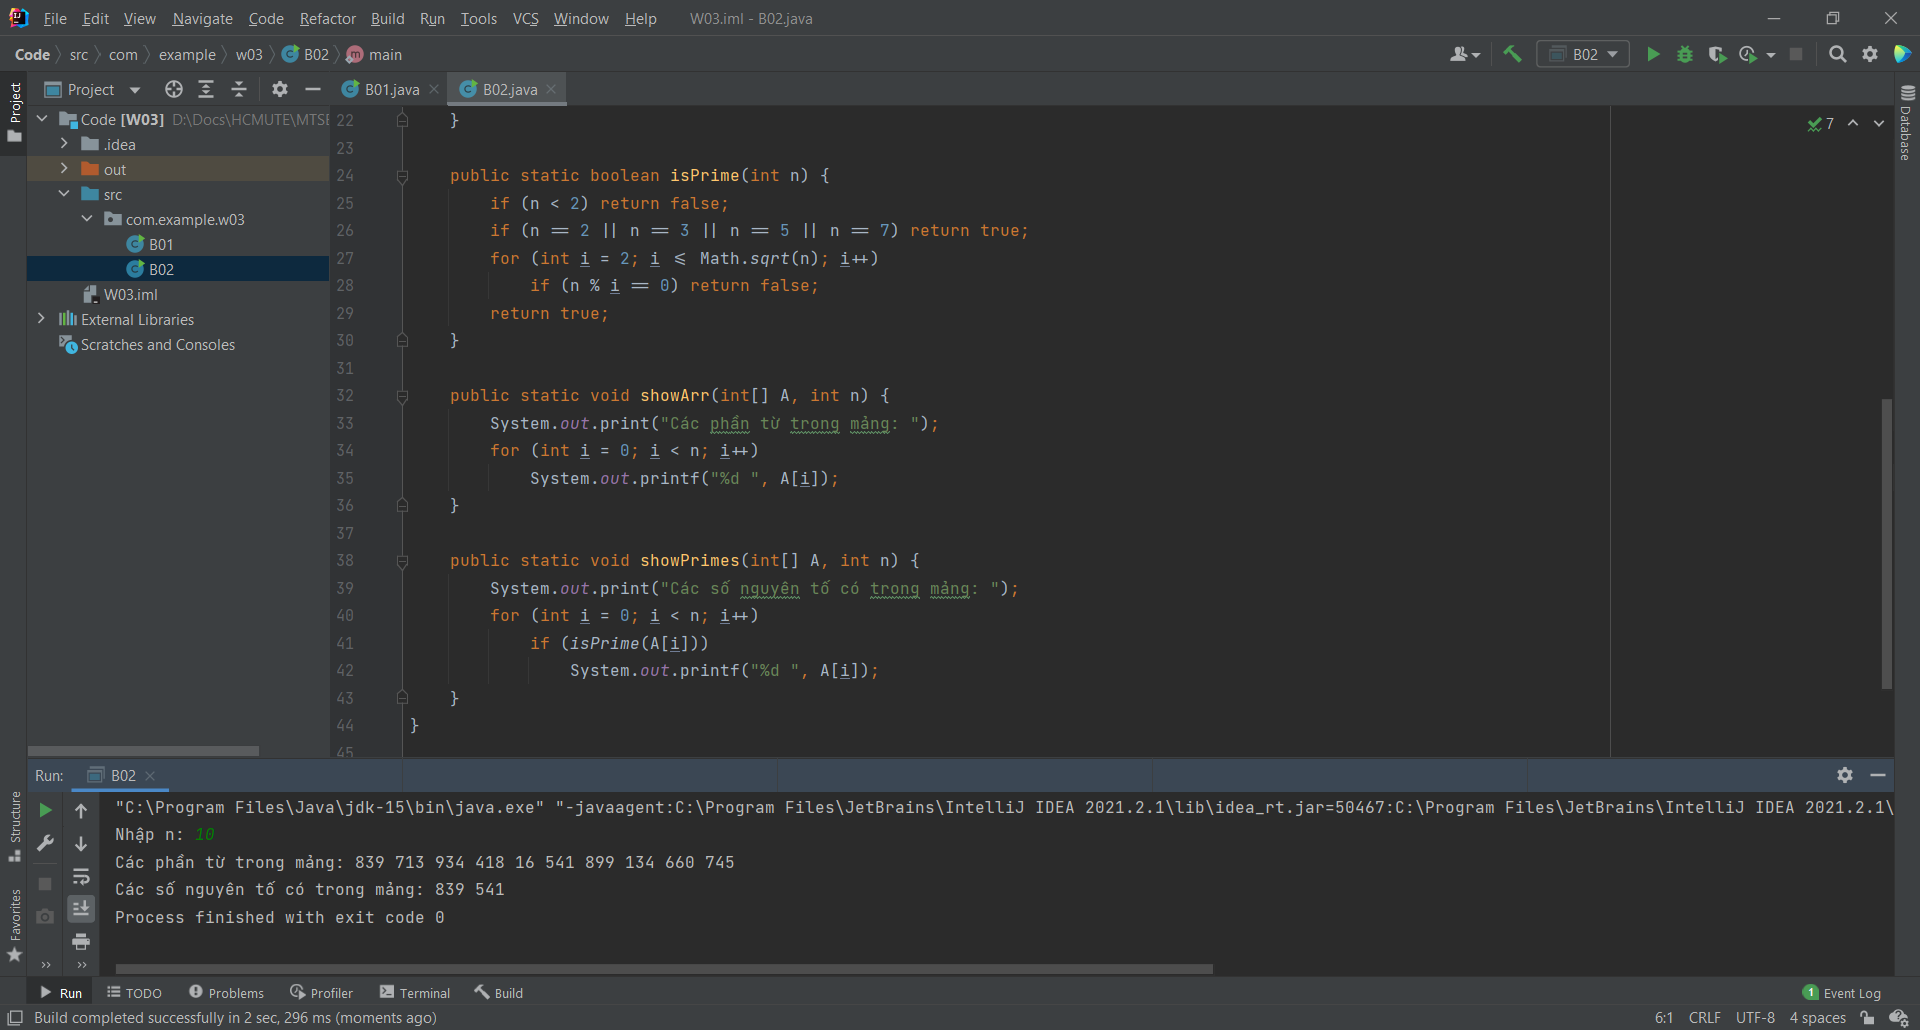 File Edit View Navigate Code Refactor Build Run Tools VCS Window Help W03.iml - B02.java
Code src com example w03 B02 main B02
Project B01.java B02.java
Project
Database
Code [W03] D:\Docs\HCMUTE\MTSE
.idea
out
src
com.example.w03
B01
B02
W03.iml
External Libraries
Scratches and Consoles
7
22 }
23
24 public static boolean isPrime(int n) {
25 if (n < 2) return false;
26 if (n == 2 || n == 3 || n == 5 || n == 7) return true;
27 for (int i = 2; i <= Math.sqrt(n); i++)
28 if (n % i == 0) return false;
29 return true;
30 }
31
32 public static void showArr(int[] A, int n) {
33 System.out.print("Các phần từ trong mảng: ");
34 for (int i = 0; i < n; i++)
35 System.out.printf("%d ", A[i]);
36 }
37
38 public static void showPrimes(int[] A, int n) {
39 System.out.print("Các số nguyên tố có trong mảng: ");
40 for (int i = 0; i < n; i++)
41 if (isPrime(A[i]))
42 System.out.printf("%d ", A[i]);
43 }
44 }
45
Run: B02
Structure
Favorites
"C:\Program Files\Java\jdk-15\bin\java.exe" "-javaagent:C:\Program Files\JetBrains\IntelliJ IDEA 2021.2.1\lib\idea_rt.jar=50467:C:\Program Files\JetBrains\IntelliJ IDEA 2021.2.1\
Nhập n: 10
Các phần từ trong mảng: 839 713 934 418 16 541 899 134 660 745
Các số nguyên tố có trong mảng: 839 541
Process finished with exit code 0
Run TODO Problems Profiler Terminal Build 1 Event Log
Build completed successfully in 2 sec, 296 ms (moments ago) 6:1 CRLF UTF-8 4 spaces